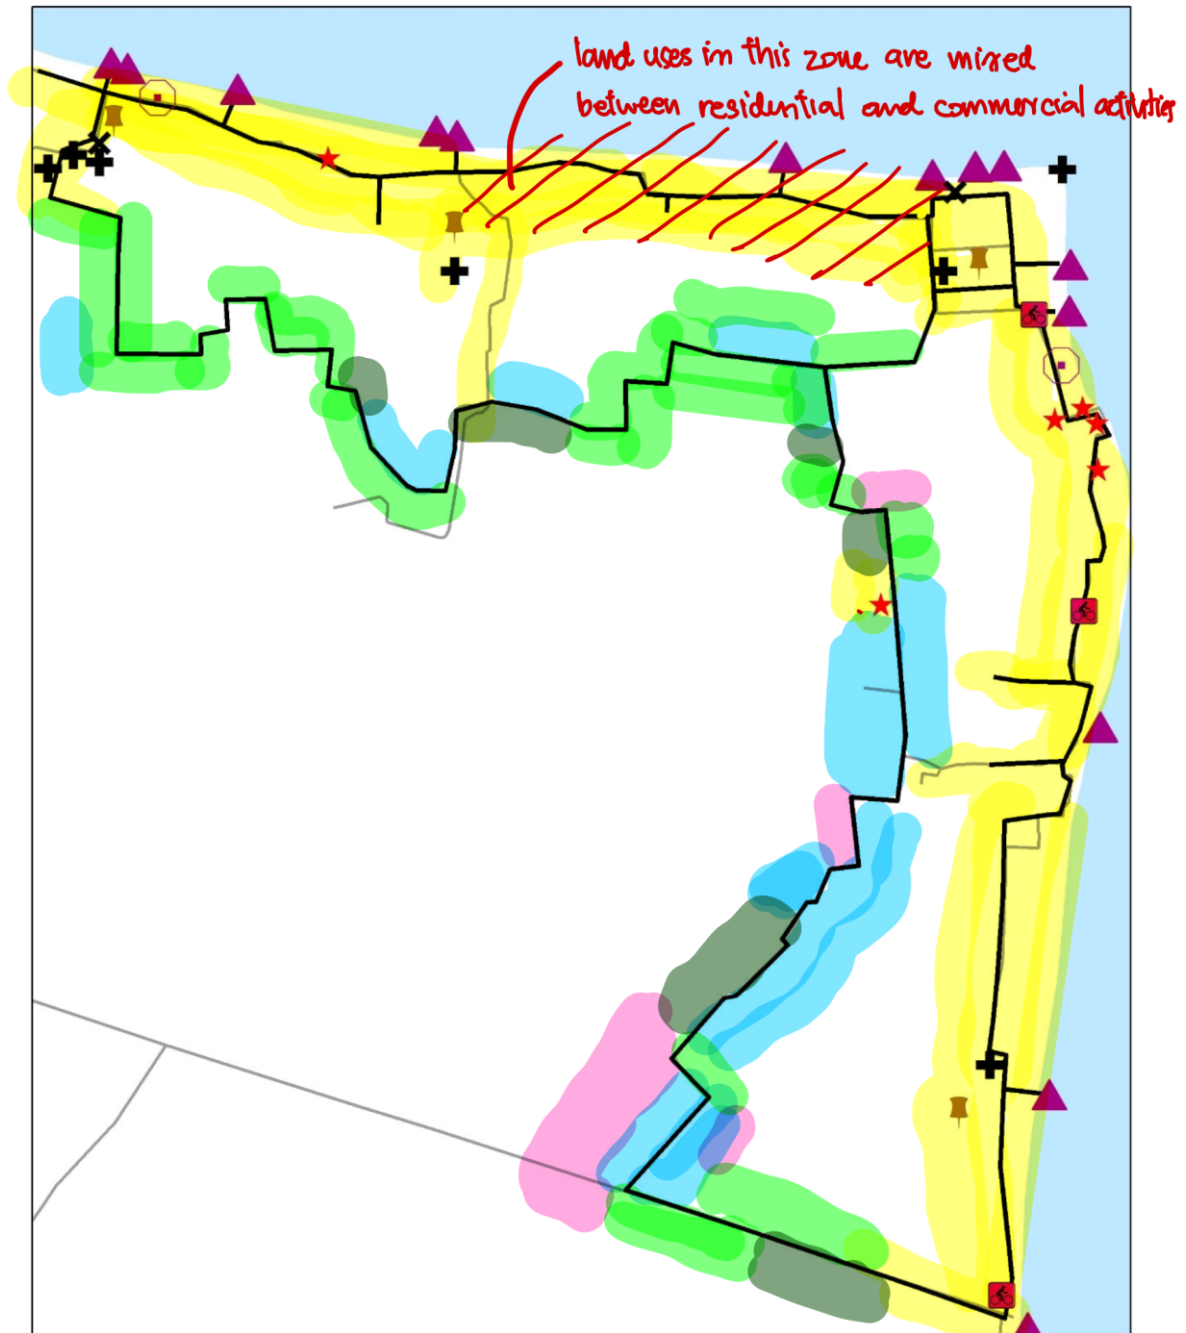 land uses in this zone are mixed
between residential and commercial activities